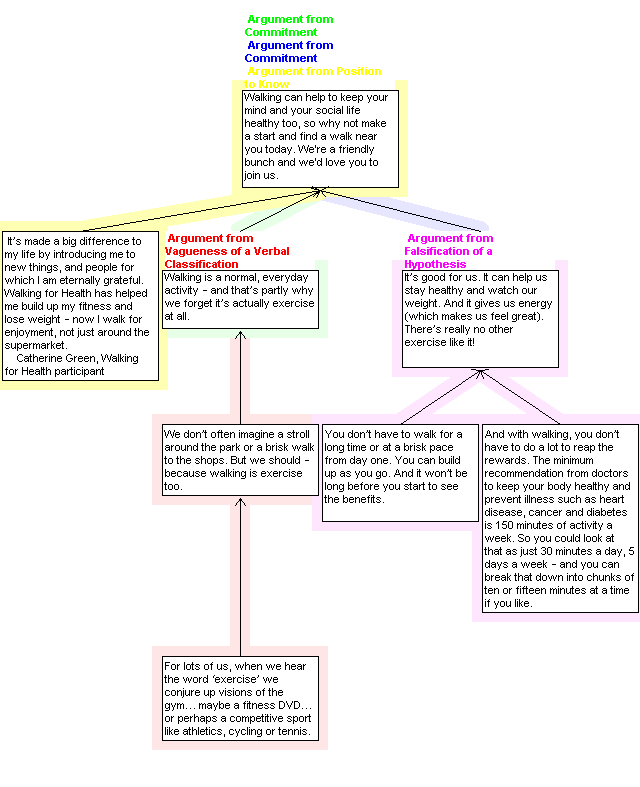 Argument from
Commitment
Argument from
Commitment
Argument from Position
to Know
Walking can help to keep your
mind and your social life
healthy too, so why not make
a start and find a walk near
you today. We're a friendly
bunch and we'd love you to
join us.
It's made a big difference to
my life by introducing me to
new things, and people for
which I am eternally grateful.
Walking for Health has helped
me build up my fitness and
lose weight – now I walk for
enjoyment, not just around the
supermarket.
Catherine Green, Walking
for Health participant
Argument from
Vagueness of a Verbal
Classification
Walking is a normal, everyday
activity – and that's partly why
we forget it's actually exercise
at all.
Argument from
Falsification of a
Hypothesis
It's good for us. It can help us
stay healthy and watch our
weight. And it gives us energy
(which makes us feel great).
There's really no other
exercise like it!
We don't often imagine a stroll
around the park or a brisk walk
to the shops. But we should –
because walking is exercise
too.
You don't have to walk for a
long time or at a brisk pace
from day one. You can build
up as you go. And it won't be
long before you start to see
the benefits.
And with walking, you don't
have to do a lot to reap the
rewards. The minimum
recommendation from doctors
to keep your body healthy and
prevent illness such as heart
disease, cancer and diabetes
is 150 minutes of activity a
week. So you could look at
that as just 30 minutes a day, 5
days a week – and you can
break that down into chunks of
ten or fifteen minutes at a time
if you like.
For lots of us, when we hear
the word ‘exercise’ we
conjure up visions of the
gym… maybe a fitness DVD…
or perhaps a competitive sport
like athletics, cycling or tennis.